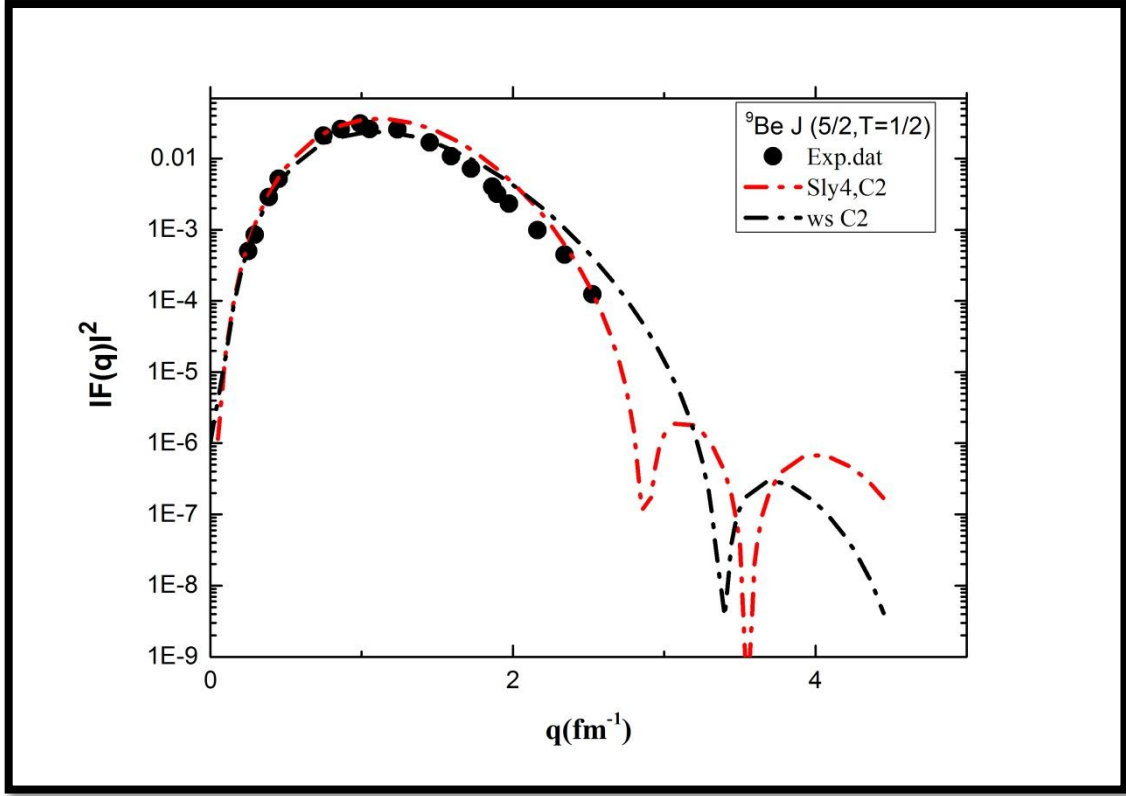 ⁹Be J (5/2,T=1/2)
Exp.dat
Sly4,C2
ws C2
0.01
1E-3
1E-4
1E-5
1E-6
1E-7
1E-8
1E-9
IF(q)I²
0 2 4
q(fm⁻¹)